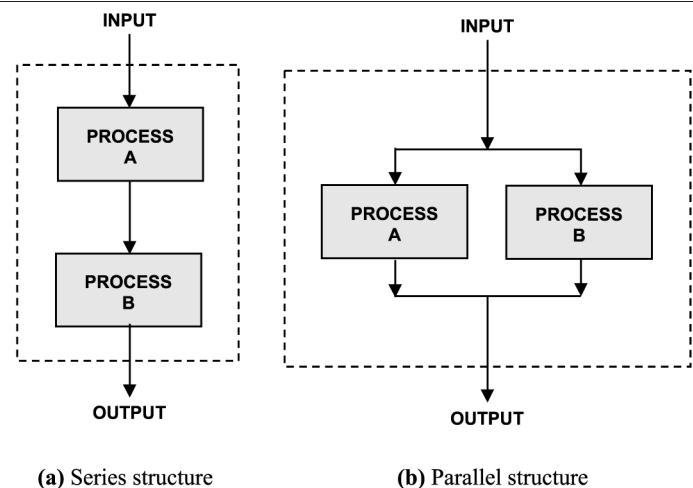 INPUT
PROCESS
A
PROCESS
B
OUTPUT
(a) Series structure
INPUT
PROCESS
A
PROCESS
B
OUTPUT
(b) Parallel structure